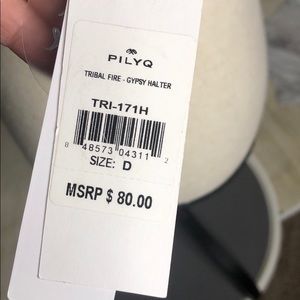 PILYQ
TRIBAL FIRE - GYPSY HALTER
TRI-171H
8 48573 04311 2
SIZE: D
MSRP $ 80.00